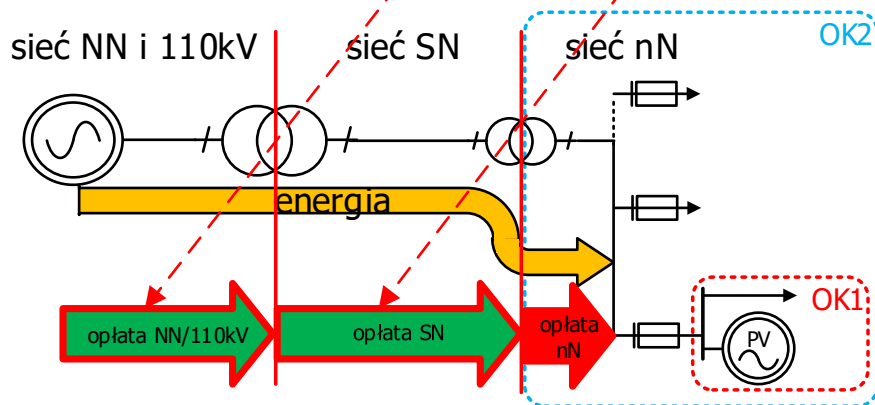 sieć NN i 110kV
sieć SN
sieć nN
OK2
energia
opłata NN/110kV
opłata SN
opłata
nN
OK1
PV